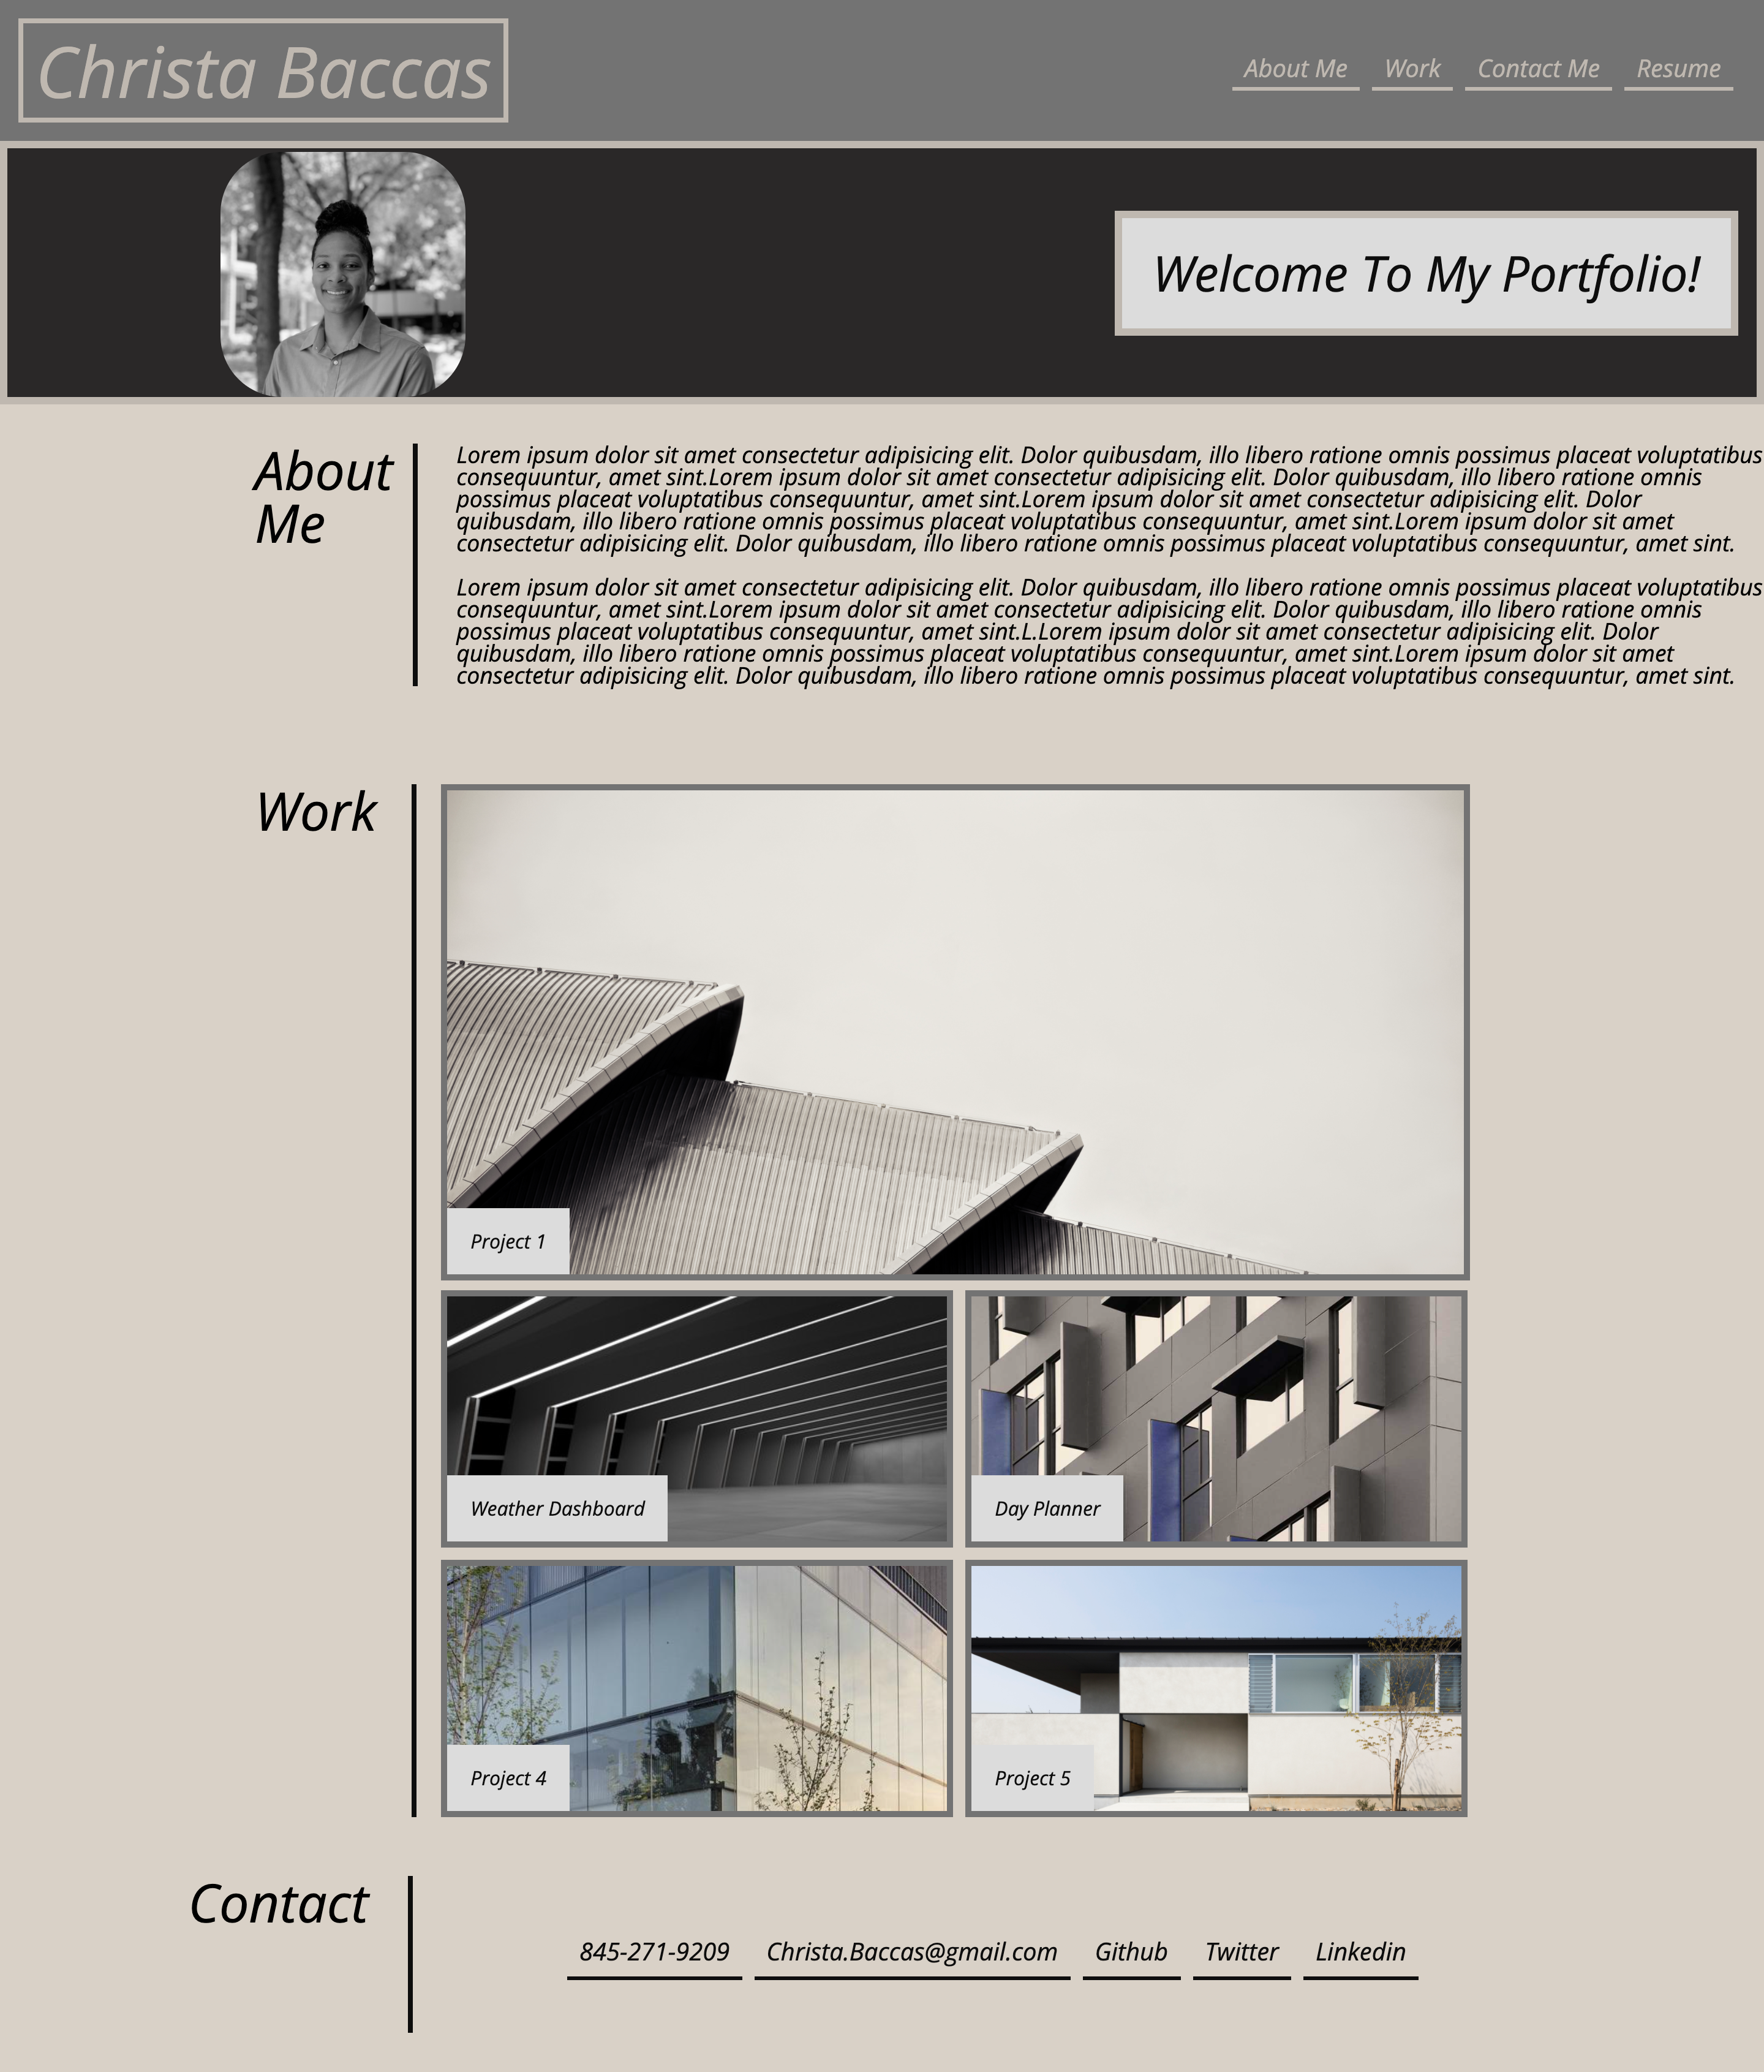 Christa Baccas
About Me Work Contact Me Resume
Welcome To My Portfolio!
About
Me
Lorem ipsum dolor sit amet consectetur adipisicing elit. Dolor quibusdam, illo libero ratione omnis possimus placeat voluptatibus
consequuntur, amet sint.Lorem ipsum dolor sit amet consectetur adipisicing elit. Dolor quibusdam, illo libero ratione omnis
possimus placeat voluptatibus consequuntur, amet sint.Lorem ipsum dolor sit amet consectetur adipisicing elit. Dolor
quibusdam, illo libero ratione omnis possimus placeat voluptatibus consequuntur, amet sint.Lorem ipsum dolor sit amet
consectetur adipisicing elit. Dolor quibusdam, illo libero ratione omnis possimus placeat voluptatibus consequuntur, amet sint.
Lorem ipsum dolor sit amet consectetur adipisicing elit. Dolor quibusdam, illo libero ratione omnis possimus placeat voluptatibus
consequuntur, amet sint.Lorem ipsum dolor sit amet consectetur adipisicing elit. Dolor quibusdam, illo libero ratione omnis
possimus placeat voluptatibus consequuntur, amet sint.L.Lorem ipsum dolor sit amet consectetur adipisicing elit. Dolor
quibusdam, illo libero ratione omnis possimus placeat voluptatibus consequuntur, amet sint.Lorem ipsum dolor sit amet
consectetur adipisicing elit. Dolor quibusdam, illo libero ratione omnis possimus placeat voluptatibus consequuntur, amet sint.
Work
Project 1
Weather Dashboard
Day Planner
Project 4
Project 5
Contact
845-271-9209 Christa.Baccas@gmail.com Github Twitter Linkedin